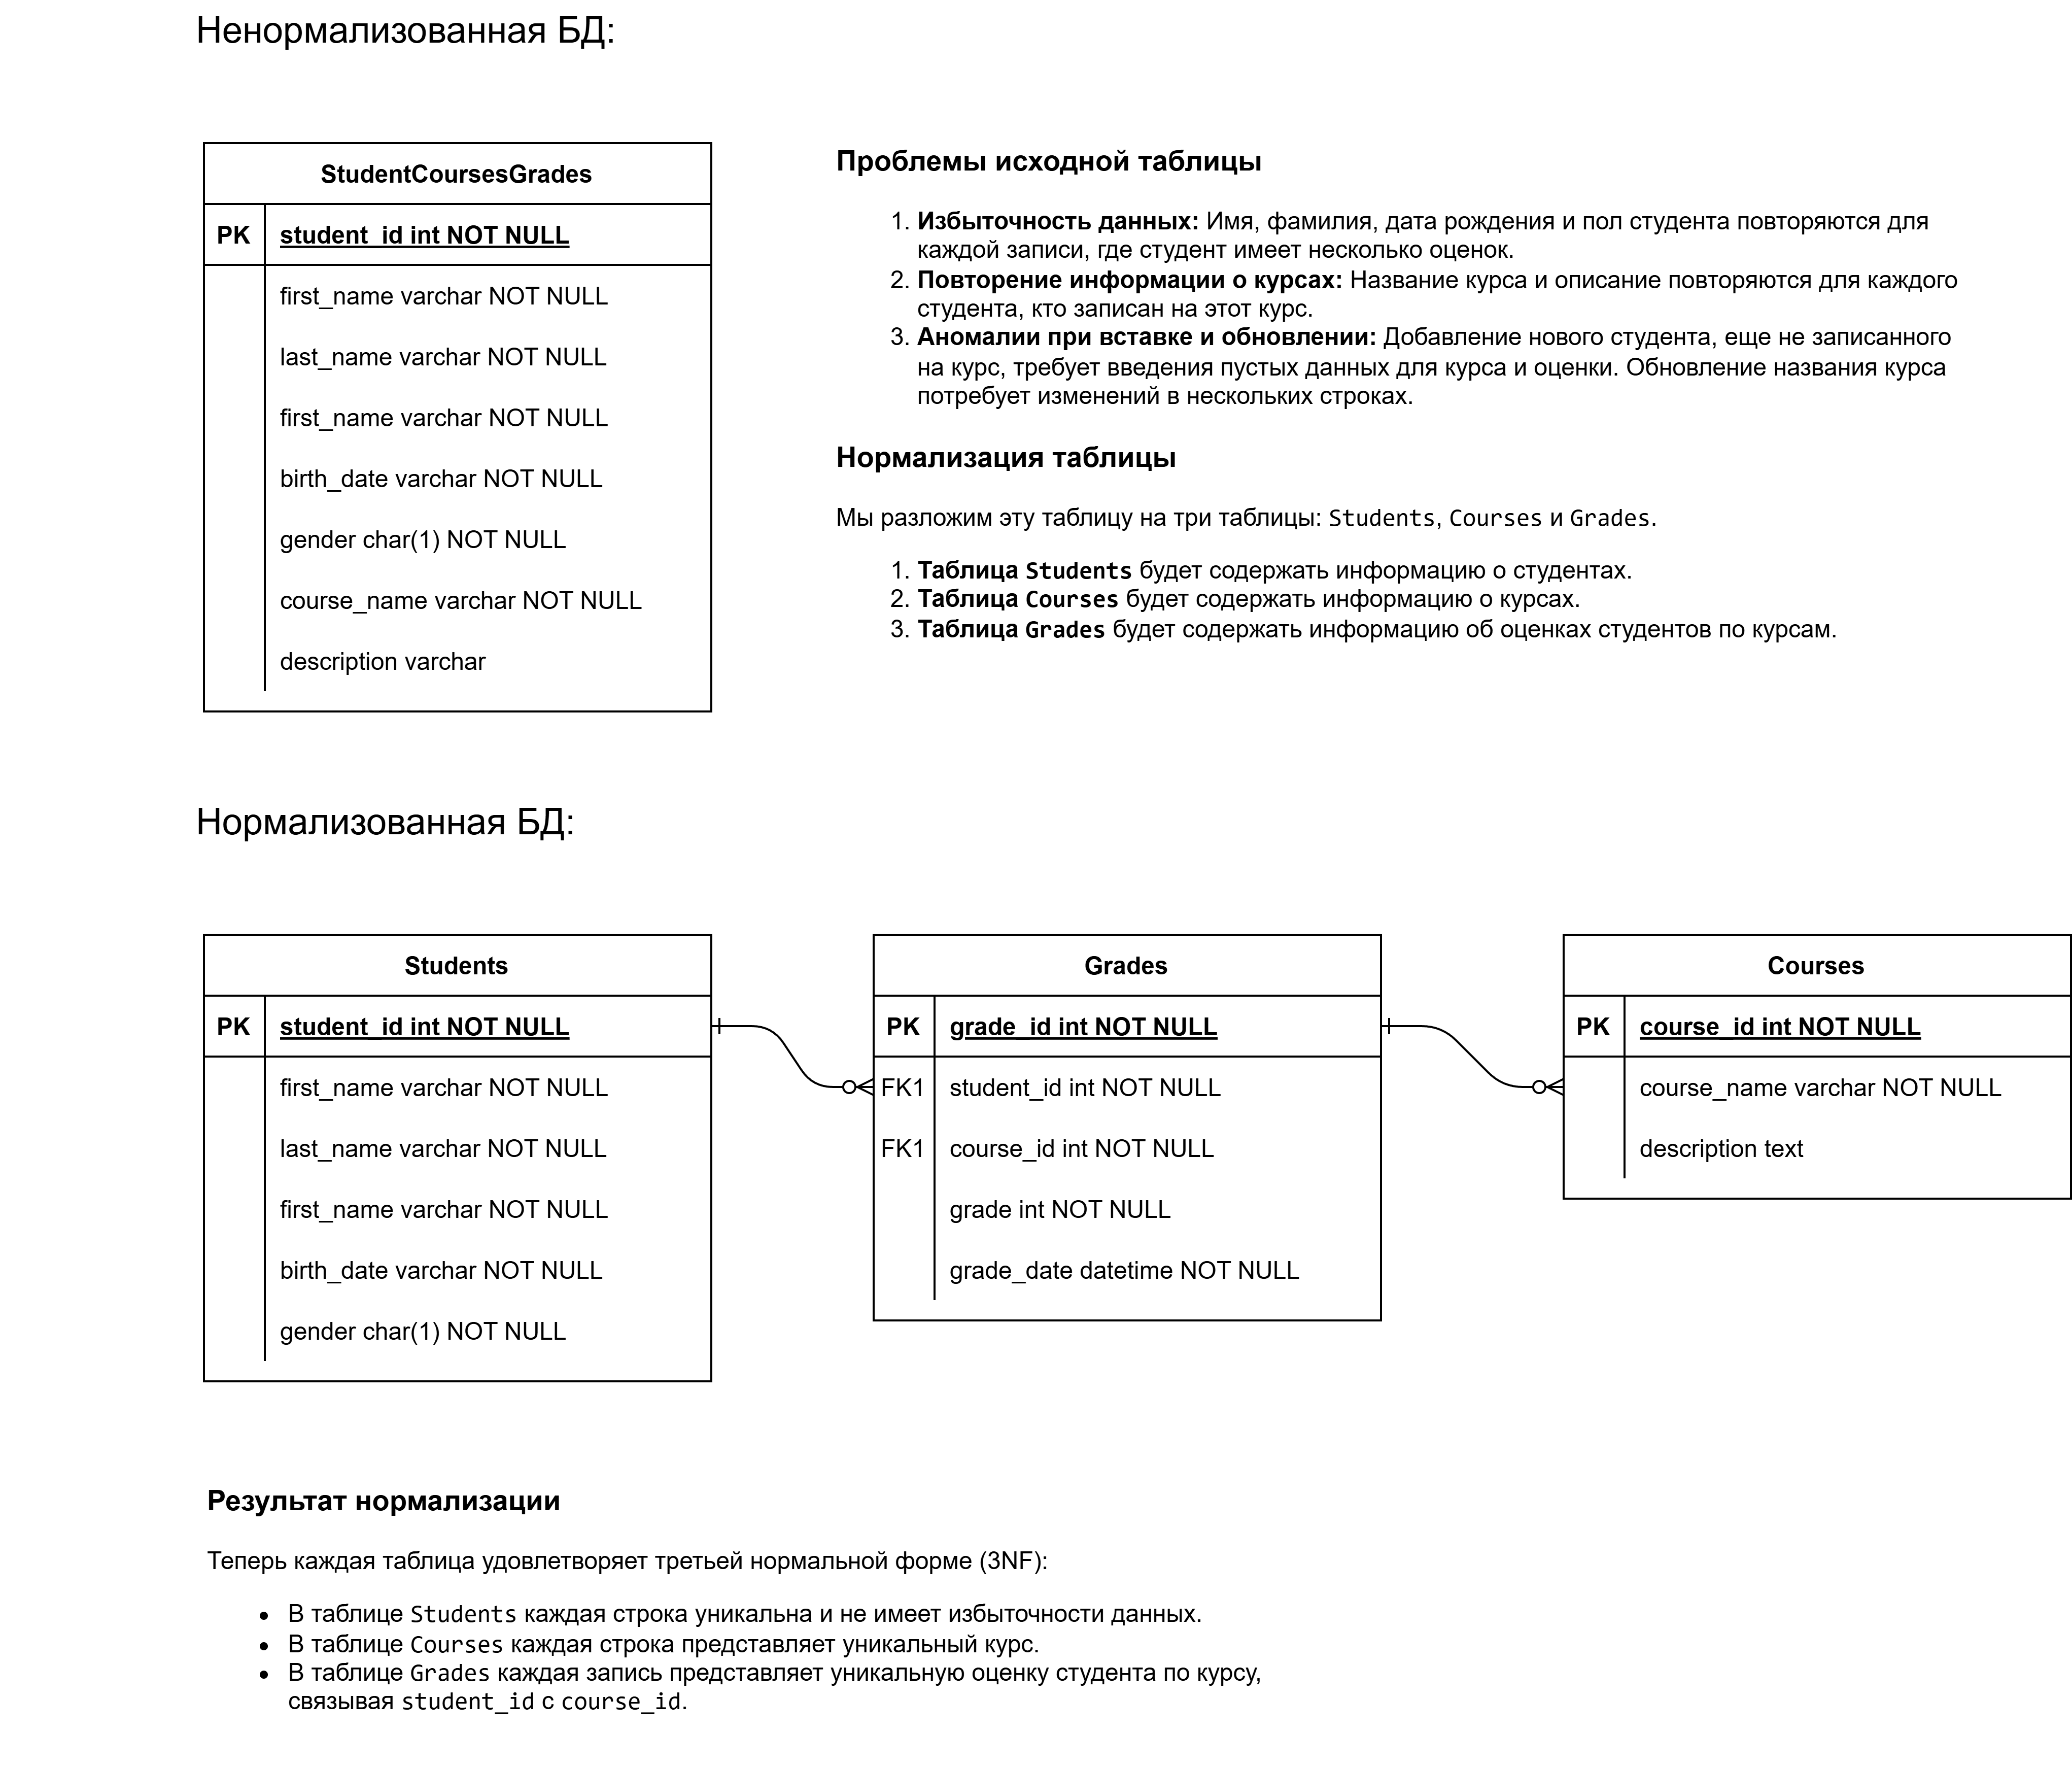 Ненормализованная БД:
StudentCoursesGrades
PK student_id int NOT NULL
first_name varchar NOT NULL
last_name varchar NOT NULL
first_name varchar NOT NULL
birth_date varchar NOT NULL
gender char(1) NOT NULL
course_name varchar NOT NULL
description varchar
Проблемы исходной таблицы
1. Избыточность данных: Имя, фамилия, дата рождения и пол студента повторяются для
каждой записи, где студент имеет несколько оценок.
2. Повторение информации о курсах: Название курса и описание повторяются для каждого
студента, кто записан на этот курс.
3. Аномалии при вставке и обновлении: Добавление нового студента, еще не записанного
на курс, требует введения пустых данных для курса и оценки. Обновление названия курса
потребует изменений в нескольких строках.
Нормализация таблицы
Мы разложим эту таблицу на три таблицы: Students, Courses и Grades.
1. Таблица Students будет содержать информацию о студентах.
2. Таблица Courses будет содержать информацию о курсах.
3. Таблица Grades будет содержать информацию об оценках студентов по курсам.
Нормализованная БД:
Students
PK student_id int NOT NULL
first_name varchar NOT NULL
last_name varchar NOT NULL
first_name varchar NOT NULL
birth_date varchar NOT NULL
gender char(1) NOT NULL
Grades
PK grade_id int NOT NULL
FK1 student_id int NOT NULL
FK1 course_id int NOT NULL
grade int NOT NULL
grade_date datetime NOT NULL
Courses
PK course_id int NOT NULL
course_name varchar NOT NULL
description text
Результат нормализации
Теперь каждая таблица удовлетворяет третьей нормальной форме (3NF):
• В таблице Students каждая строка уникальна и не имеет избыточности данных.
• В таблице Courses каждая строка представляет уникальный курс.
• В таблице Grades каждая запись представляет уникальную оценку студента по курсу,
связывая student_id с course_id.